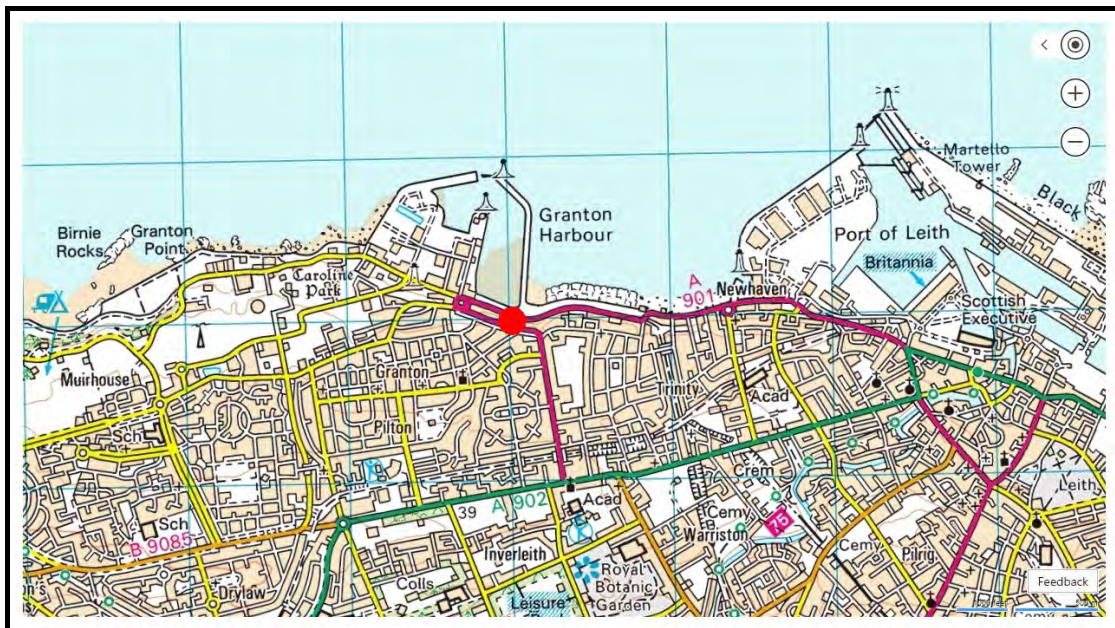 Martello
Tower
Black
Granton
Harbour
Birnie
Rocks
Granton
Point
Port of Leith
Britannia
Caroline
Park
A
901
Newhaven
Scottish
Executive
Muirhouse
Granton
Trinity
Acad
Pilton
Sch
Crem
Leith
A 902
39
Acad
Cemy
Warriston
75
Sch
B 9085
Inverleith
Cemy
Pilrig
Royal
Botanic
Garden
Colls
Drylaw
Leisure
Feedback